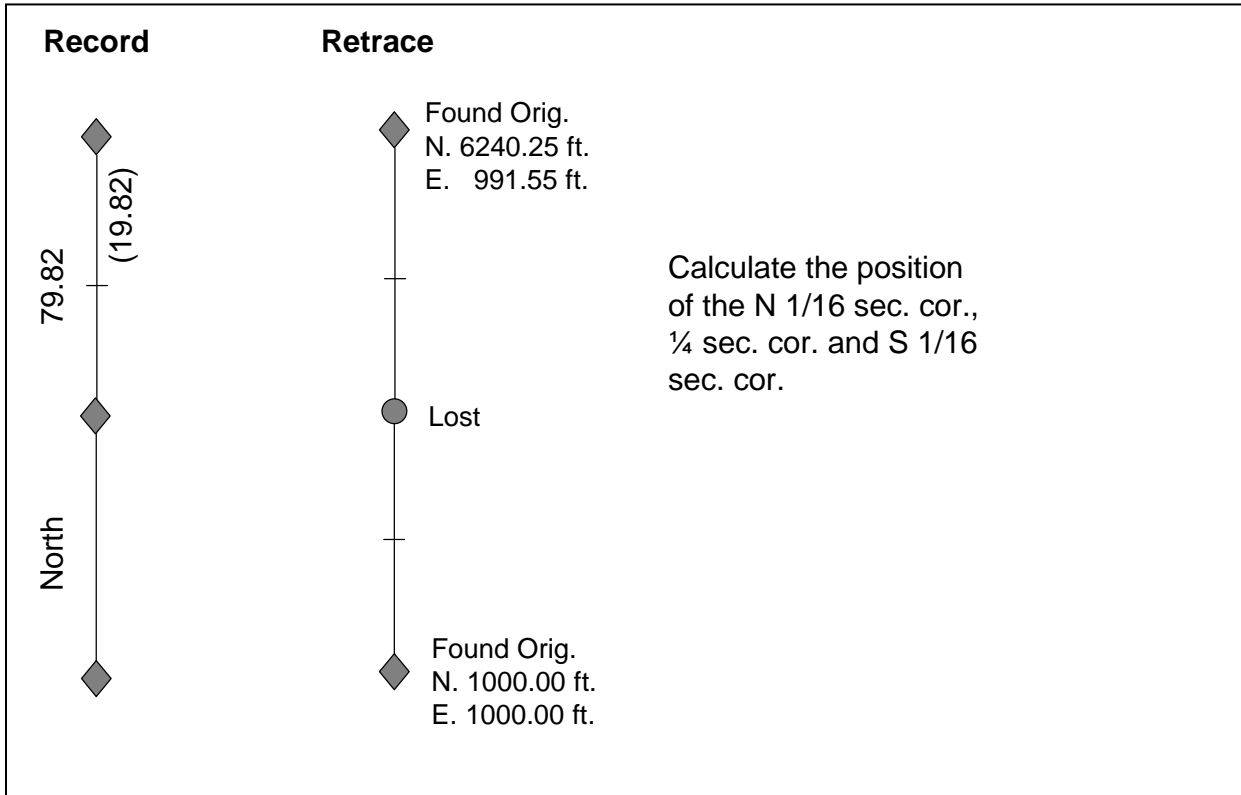 Record
Retrace
79.82
(19.82)
North
Found Orig.
N. 6240.25 ft.
E. 991.55 ft.
Lost
Found Orig.
N. 1000.00 ft.
E. 1000.00 ft.
Calculate the position
of the N 1/16 sec. cor.,
¼ sec. cor. and S 1/16
sec. cor.